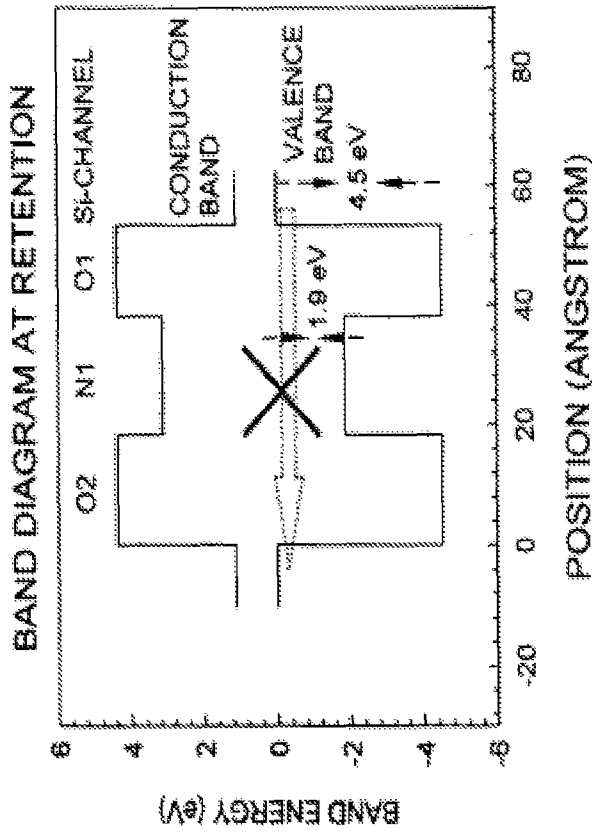 BAND DIAGRAM AT RETENTION
O2 N1 O1 Si-CHANNEL
CONDUCTION
BAND
VALENCE
BAND
1.9 eV
4.5 eV
6
4
2
0
-2
-4
-6
BAND ENERGY (eV)
-20 0 20 40 60 80
POSITION (ANGSTROM)